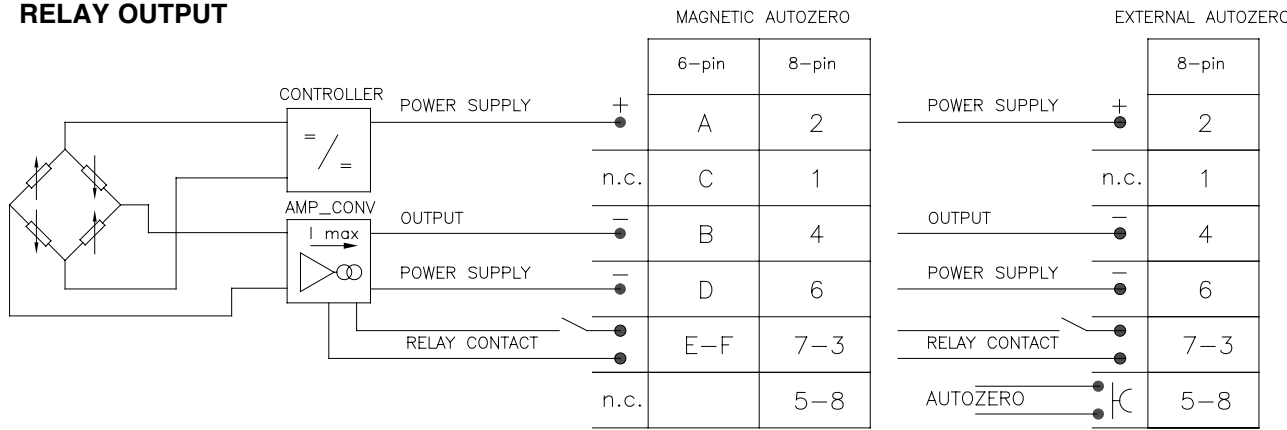 RELAY OUTPUT
MAGNETIC AUTOZERO
EXTERNAL AUTOZERO
6-pin 8-pin
8-pin
CONTROLLER
= / =
POWER SUPPLY + A 2
POWER SUPPLY + 2
n.c. C 1
n.c. 1
AMP_CONV
I max
OUTPUT - B 4
OUTPUT - 4
POWER SUPPLY - D 6
POWER SUPPLY - 6
RELAY CONTACT E-F 7-3
RELAY CONTACT 7-3
n.c. 5-8
AUTOZERO 5-8